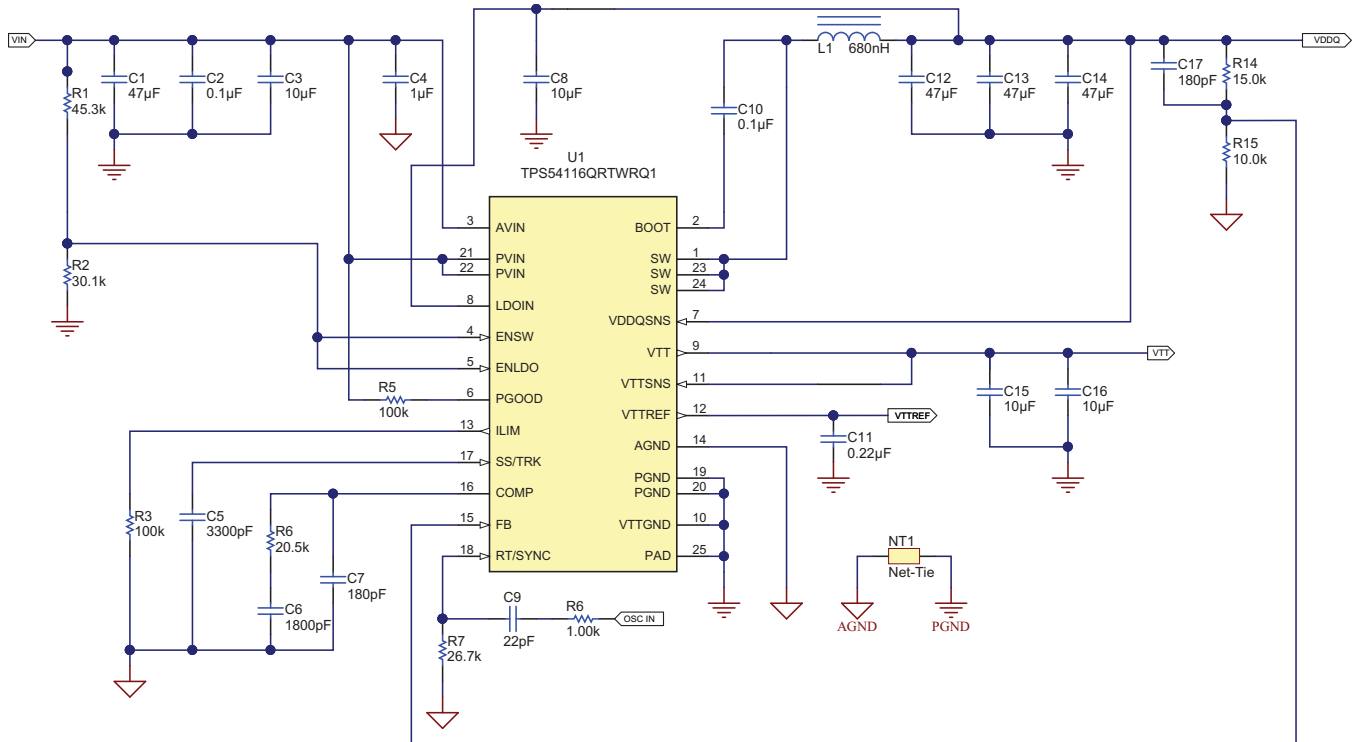 VIN
VDDQ
L1 680nH
R1
45.3k
C1
47µF
C2
0.1µF
C3
10µF
C4
1µF
C8
10µF
C10
0.1µF
C12
47µF
C13
47µF
C14
47µF
C17
180pF
R14
15.0k
R15
10.0k
U1
TPS54116QRTWRQ1
R2
30.1k
3 AVIN
21 PVIN
22 PVIN
8 LDOIN
4 ENSW
5 ENLDO
6 PGOOD
13 ILIM
17 SS/TRK
16 COMP
15 FB
18 RT/SYNC
BOOT 2
SW 1
SW 23
SW 24
VDDQSNS 7
VTT 9
VTTSNS 11
VTTREF 12
AGND 14
PGND 19
PGND 20
VTTGND 10
PAD 25
VTT
C15
10µF
C16
10µF
VTTREF
C11
0.22µF
R5
100k
R3
100k
C5
3300pF
R6
20.5k
C6
1800pF
C7
180pF
C9
22pF
R6
1.00k
OSC IN
R7
26.7k
NT1
Net-Tie
AGND
PGND